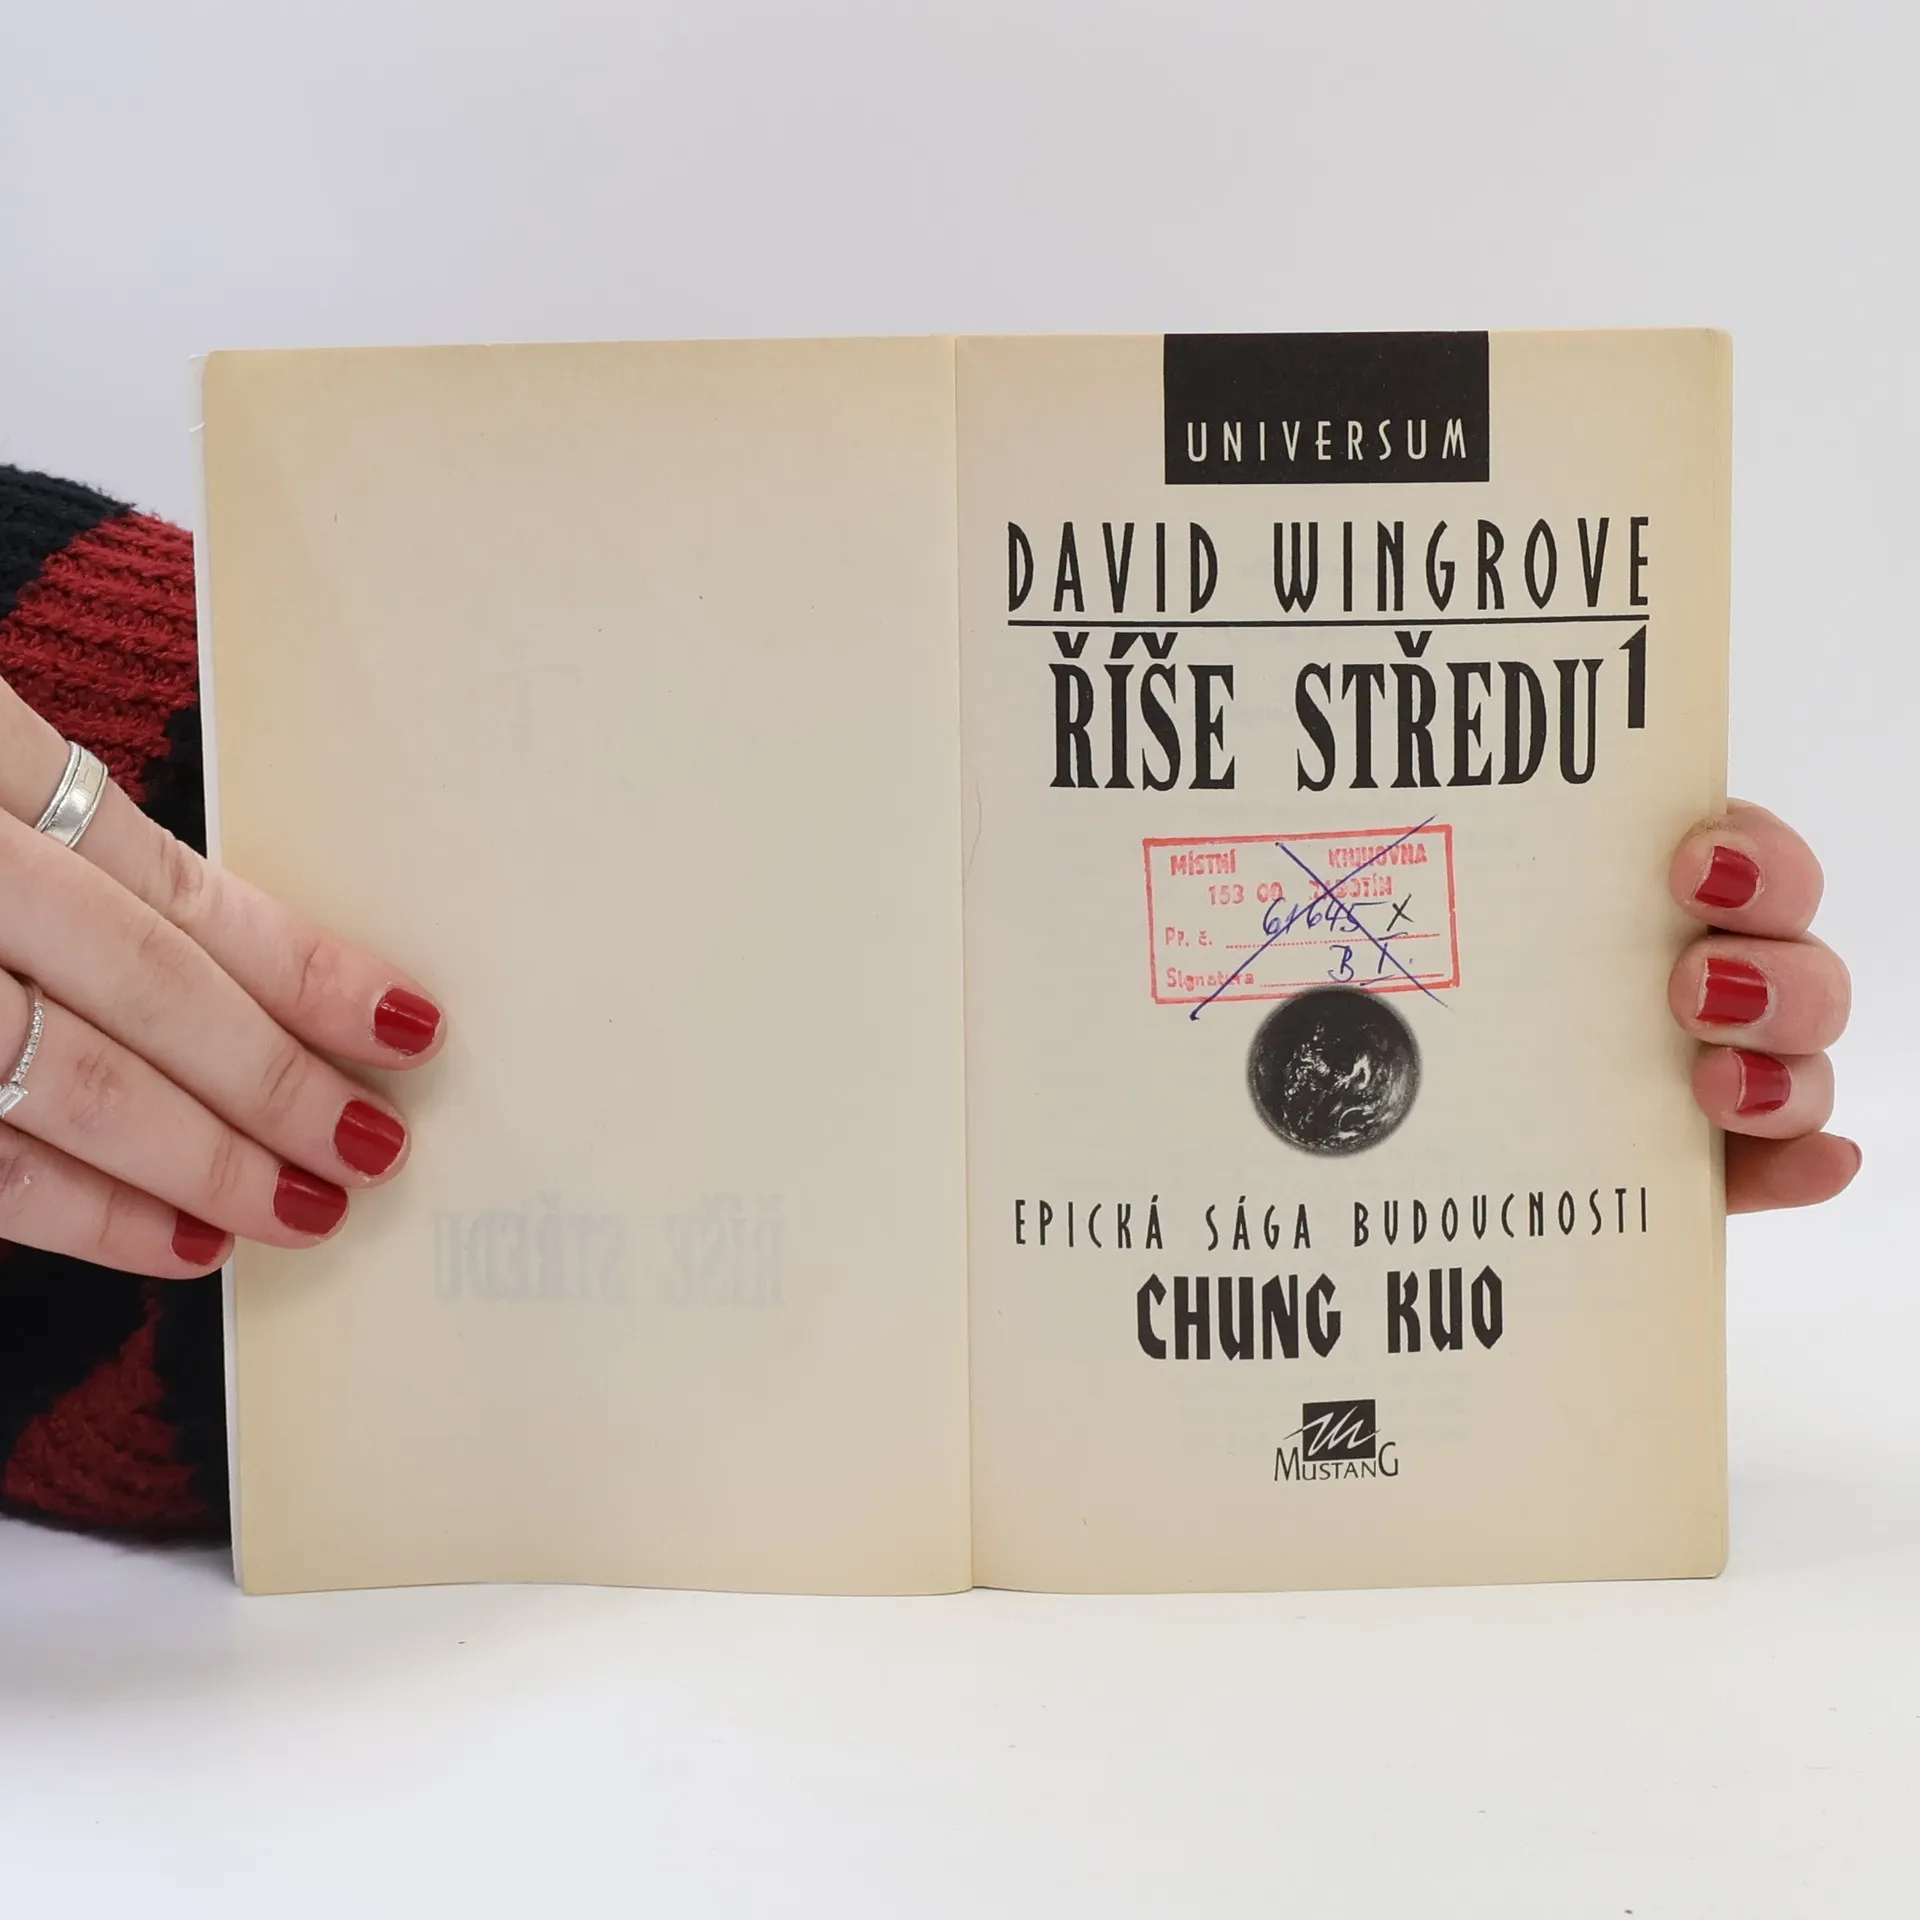 UNIVERSUM
DAVID WINGROVE
ŘÍŠE STŘEDU 1
MÍSTNÍ KNIHOVNA
153 00
Př. č. 61645 X
Signatura B I.
EPICKÁ SÁGA BUDOUCNOSTI
CHUNG KUO
MUSTANG